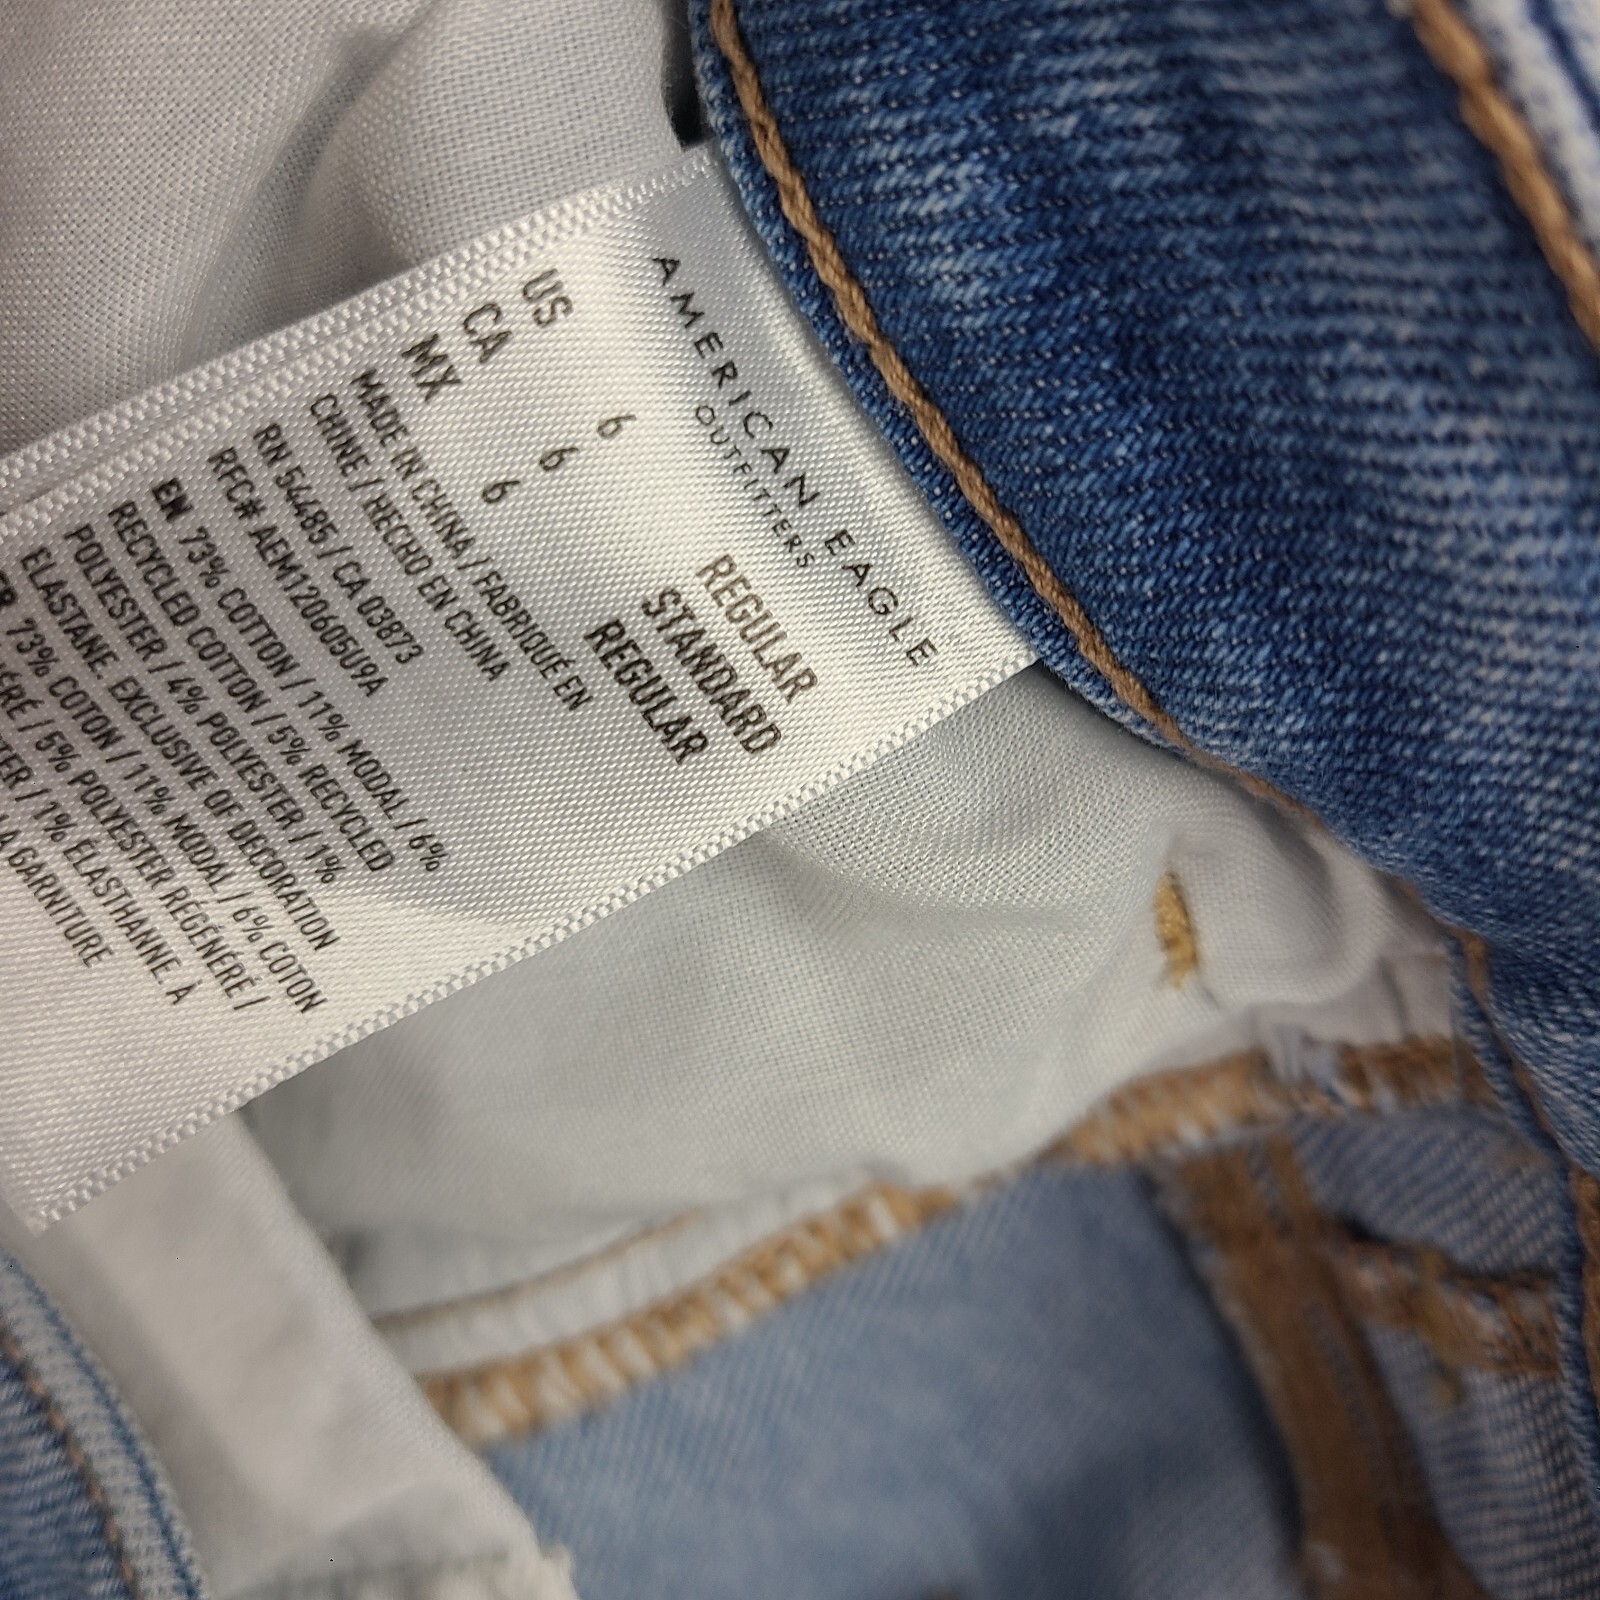 AMERICAN EAGLE
OUTFITTERS
US 6 REGULAR
CA 6 STANDARD
MX 6 REGULAR
MADE IN CHINA / FABRIQUÉ EN
CHINE / HECHO EN CHINA
RN 54485 / CA 03873
RFC# AEM120605U9A
EN 73% COTTON / 11% MODAL / 6%
RECYCLED COTTON / 5% RECYCLED
POLYESTER / 4% POLYESTER / 1%
ELASTANE. EXCLUSIVE OF DECORATION
73% COTON / 11% MODAL / 6% COTON
/ 5% POLYESTER RÉGÉNÉRÉ /
/ 1% ÉLASTHANNE. À
GARNITURE